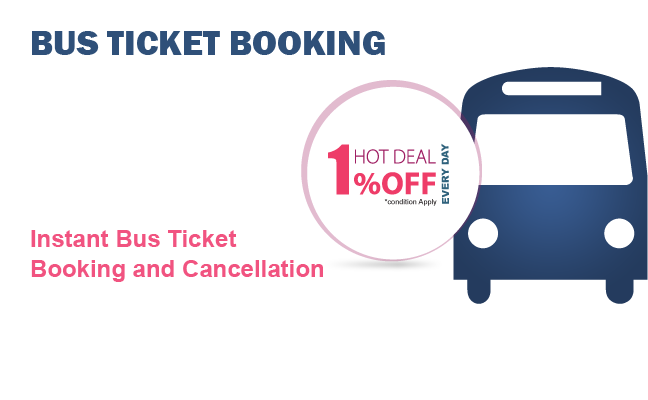 BUS TICKET BOOKING
1 HOT DEAL
%OFF
EVERY DAY
*condition Apply
Instant Bus Ticket
Booking and Cancellation